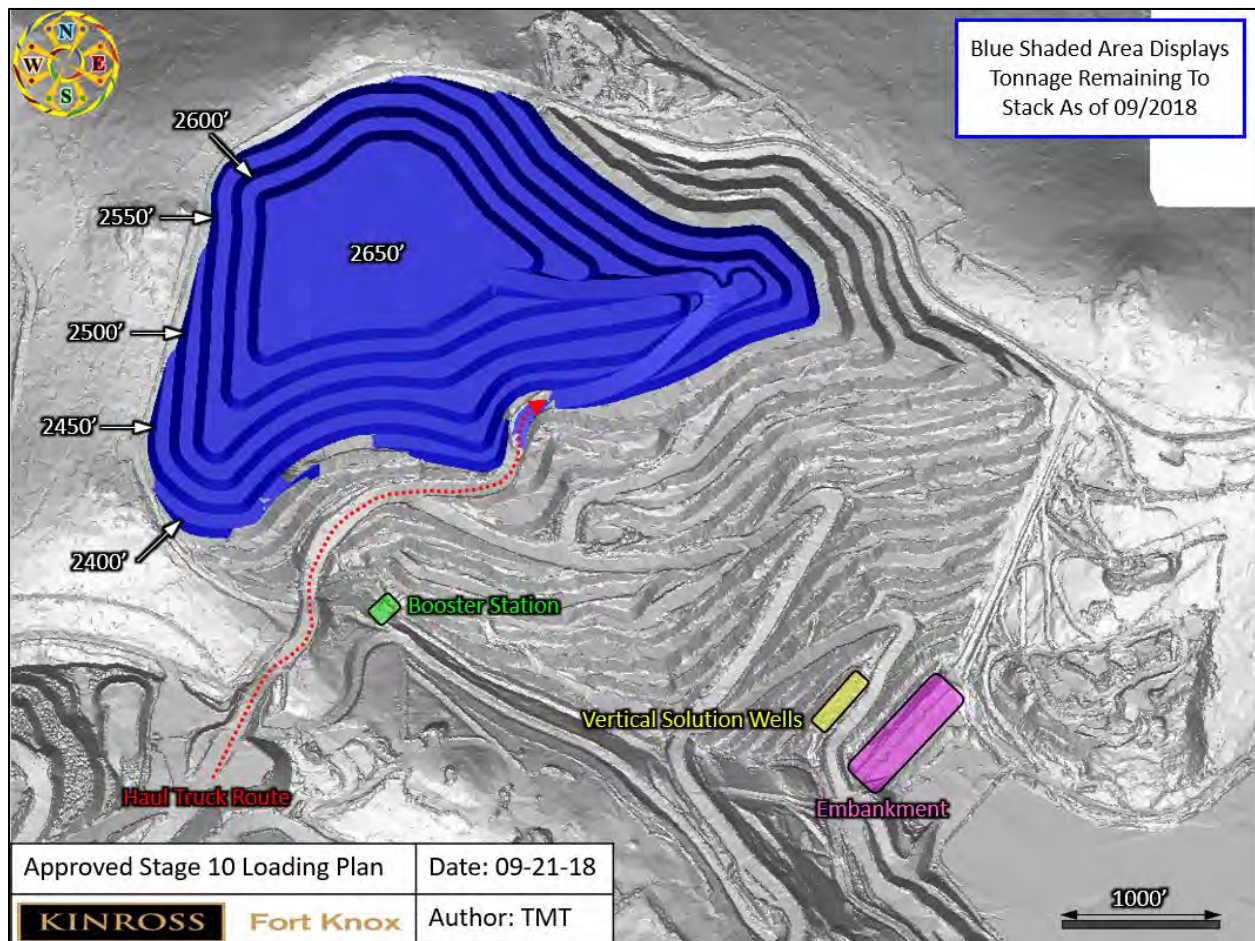 N
W
E
S
Blue Shaded Area Displays
Tonnage Remaining To
Stack As of 09/2018
2600’
2550’
2650’
2500’
2450’
2400’
Booster Station
Vertical Solution Wells
Haul Truck Route
Embankment
Approved Stage 10 Loading Plan
Date: 09-21-18
KINROSS
Fort Knox
Author: TMT
1000’